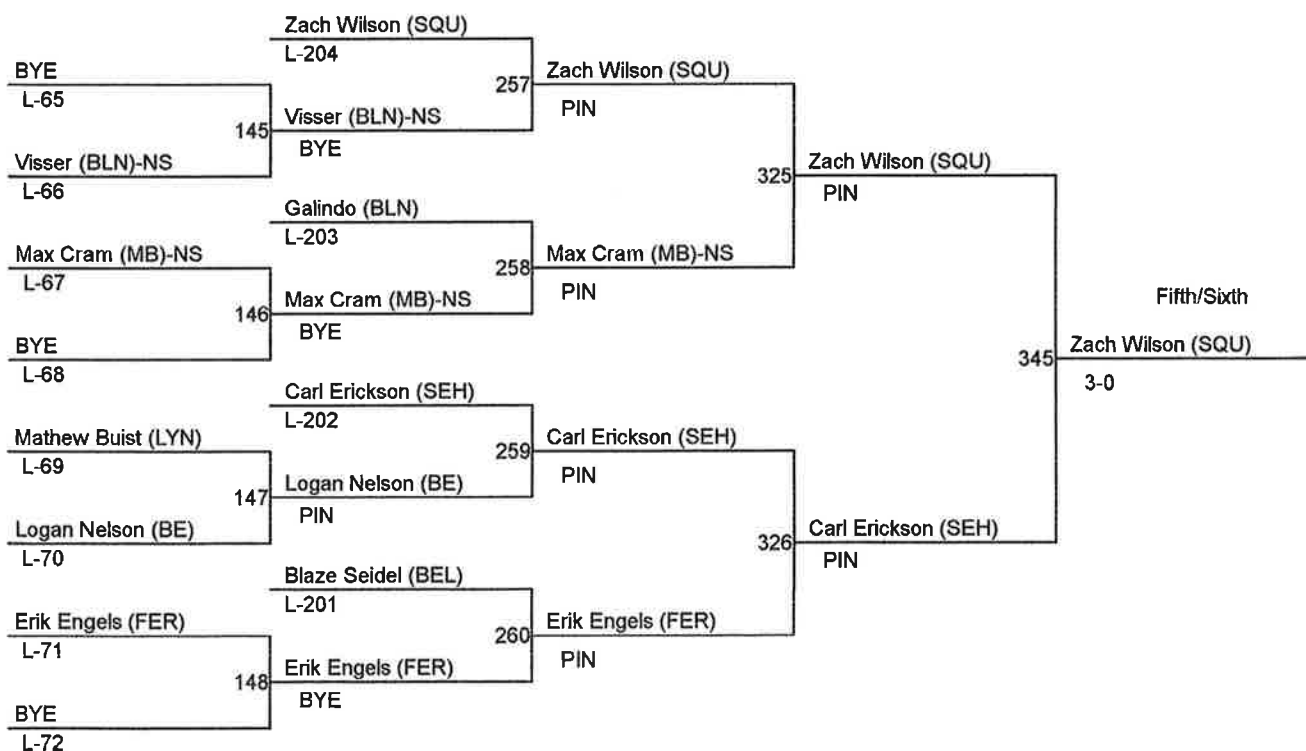 Zach Wilson (SQU)
L-204
BYE
L-65
257
Zach Wilson (SQU)
PIN
145
Visser (BLN)-NS
BYE
Visser (BLN)-NS
L-66
325
Zach Wilson (SQU)
PIN
Galindo (BLN)
L-203
Max Cram (MB)-NS
L-67
258
Max Cram (MB)-NS
PIN
146
Max Cram (MB)-NS
BYE
Fifth/Sixth
BYE
L-68
345
Zach Wilson (SQU)
3-0
Carl Erickson (SEH)
L-202
Mathew Buist (LYN)
L-69
259
Carl Erickson (SEH)
PIN
147
Logan Nelson (BE)
PIN
Logan Nelson (BE)
L-70
326
Carl Erickson (SEH)
PIN
Blaze Seidel (BEL)
L-201
Erik Engels (FER)
L-71
260
Erik Engels (FER)
PIN
148
Erik Engels (FER)
BYE
BYE
L-72